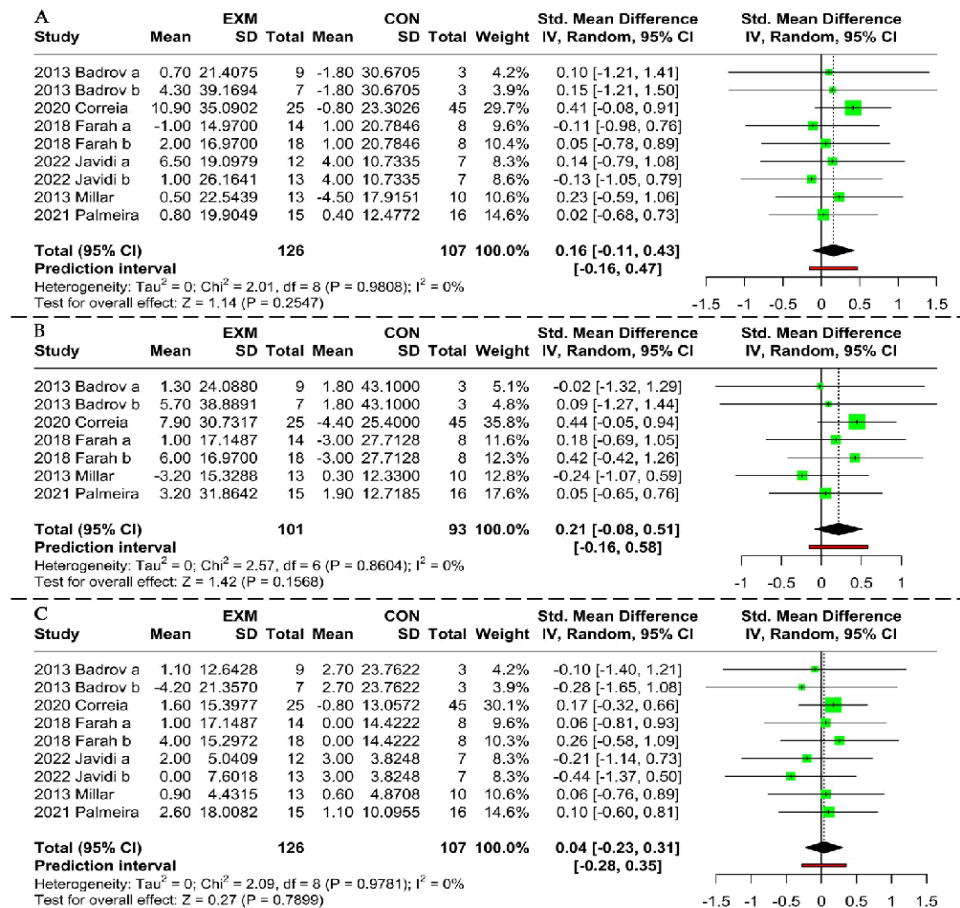 A
EXM CON Std. Mean Difference Std. Mean Difference
Study Mean SD Total Mean SD Total Weight IV, Random, 95% CI IV, Random, 95% CI
2013 Badrov a 0.70 21.4075 9 -1.80 30.6705 3 4.2% 0.10 [-1.21, 1.41]
2013 Badrov b 4.30 39.1694 7 -1.80 30.6705 3 3.9% 0.15 [-1.21, 1.50]
2020 Correia 10.90 35.0902 25 -0.80 23.3026 45 29.7% 0.41 [-0.08, 0.91]
2018 Farah a -1.00 14.9700 14 1.00 20.7846 8 9.6% -0.11 [-0.98, 0.76]
2018 Farah b 2.00 16.9700 18 1.00 20.7846 8 10.4% 0.05 [-0.78, 0.89]
2022 Javidi a 6.50 19.0979 12 4.00 10.7335 7 8.3% 0.14 [-0.79, 1.08]
2022 Javidi b 1.00 26.1641 13 4.00 10.7335 7 8.5% -0.13 [-1.05, 0.79]
2013 Millar 0.50 22.5439 13 -4.50 17.9151 10 10.6% 0.23 [-0.59, 1.06]
2021 Palmeira 0.80 19.9049 15 0.40 12.4772 16 14.6% 0.02 [-0.68, 0.73]
Total (95% CI) 126 107 100.0% 0.16 [-0.11, 0.43]
Prediction interval [-0.16, 0.47]
Heterogeneity: Tau² = 0; Chi² = 2.01, df = 8 (P = 0.9808); I² = 0%
Test for overall effect: Z = 1.14 (P = 0.2547)
-1.5 -1 -0.5 0 0.5 1 1.5
B
EXM CON Std. Mean Difference Std. Mean Difference
Study Mean SD Total Mean SD Total Weight IV, Random, 95% CI IV, Random, 95% CI
2013 Badrov a 1.30 24.0880 9 1.80 43.1000 3 5.1% -0.02 [-1.32, 1.29]
2013 Badrov b 5.70 38.8891 7 1.80 43.1000 3 4.8% 0.09 [-1.27, 1.44]
2020 Correia 7.90 30.7317 25 -4.40 25.4000 45 35.8% 0.44 [-0.05, 0.94]
2018 Farah a 1.00 17.1487 14 -3.00 27.7128 8 11.6% 0.18 [-0.69, 1.05]
2018 Farah b 6.00 16.9700 18 -3.00 27.7128 8 12.3% 0.42 [-0.42, 1.26]
2013 Millar -3.20 15.3288 13 0.30 12.3300 10 12.8% -0.24 [-1.07, 0.59]
2021 Palmeira 3.20 31.8642 15 1.90 12.7185 16 17.6% 0.05 [-0.65, 0.76]
Total (95% CI) 101 93 100.0% 0.21 [-0.08, 0.51]
Prediction interval [-0.16, 0.58]
Heterogeneity: Tau² = 0; Chi² = 2.57, df = 6 (P = 0.8604); I² = 0%
Test for overall effect: Z = 1.42 (P = 0.1568)
-1 -0.5 0 0.5 1
C
EXM CON Std. Mean Difference Std. Mean Difference
Study Mean SD Total Mean SD Total Weight IV, Random, 95% CI IV, Random, 95% CI
2013 Badrov a 1.10 12.6428 9 2.70 23.7622 3 4.2% -0.10 [-1.40, 1.21]
2013 Badrov b -4.20 21.3570 7 2.70 23.7622 3 3.9% -0.28 [-1.65, 1.08]
2020 Correia 1.60 15.3977 25 -0.80 13.0572 45 30.1% 0.17 [-0.32, 0.66]
2018 Farah a 1.00 17.1487 14 0.00 14.4222 8 9.6% 0.06 [-0.81, 0.93]
2018 Farah b 4.00 15.2972 18 0.00 14.4222 8 10.3% 0.26 [-0.58, 1.09]
2022 Javidi a 2.00 5.0409 12 3.00 3.8248 7 8.3% -0.21 [-1.14, 0.73]
2022 Javidi b 0.00 7.6018 13 3.00 3.8248 7 8.3% -0.44 [-1.37, 0.50]
2013 Millar 0.90 4.4315 13 0.60 4.8708 10 10.6% 0.06 [-0.76, 0.89]
2021 Palmeira 2.60 18.0082 15 1.10 10.0955 16 14.6% 0.10 [-0.60, 0.81]
Total (95% CI) 126 107 100.0% 0.04 [-0.23, 0.31]
Prediction interval [-0.28, 0.35]
Heterogeneity: Tau² = 0; Chi² = 2.09, df = 8 (P = 0.9781); I² = 0%
Test for overall effect: Z = 0.27 (P = 0.7899)
-1.5 -1 -0.5 0 0.5 1 1.5